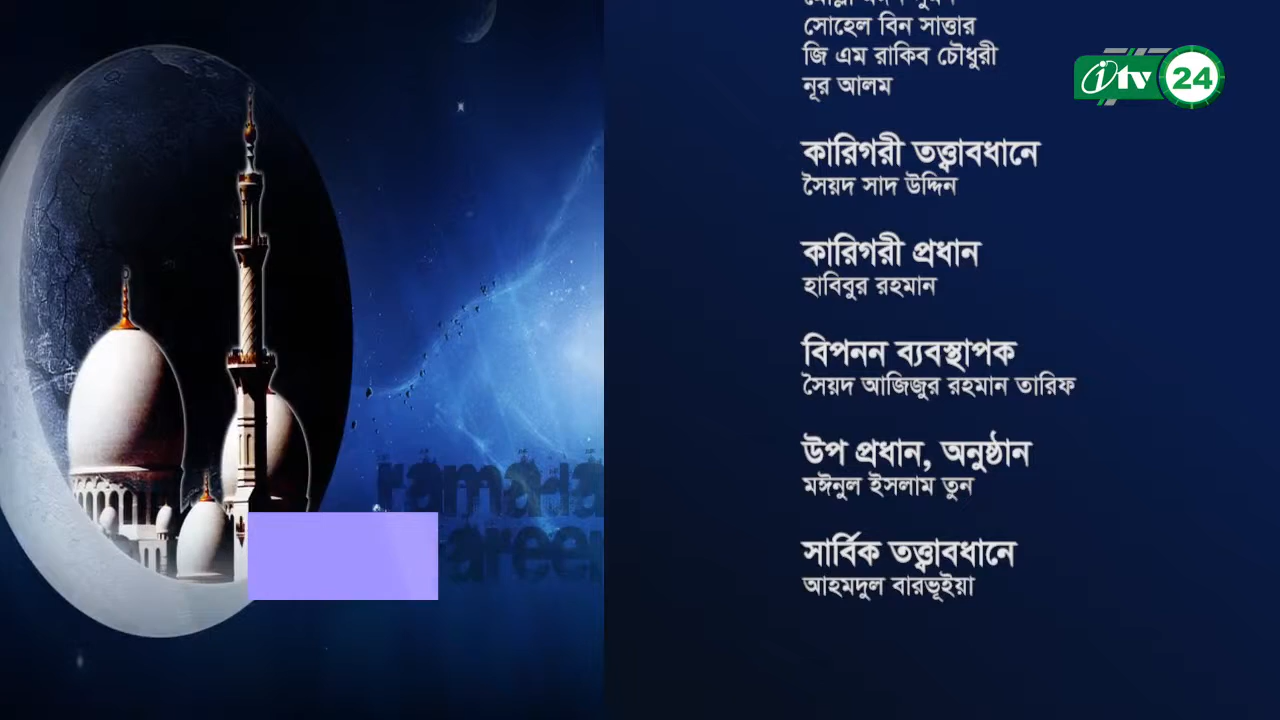 সোহেল বিন সাত্তার
জি এম রাকিব চৌধুরী
নূর আলম
itv 24
কারিগরী তত্ত্বাবধানে
সৈয়দ সাদ উদ্দিন
কারিগরী প্রধান
হাবিবুর রহমান
বিপনন ব্যবস্থাপক
সৈয়দ আজিজুর রহমান তারিফ
উপ প্রধান, অনুষ্ঠান
মঈনুল ইসলাম তুন
সার্বিক তত্ত্বাবধানে
আহমদুল বারভূইয়া